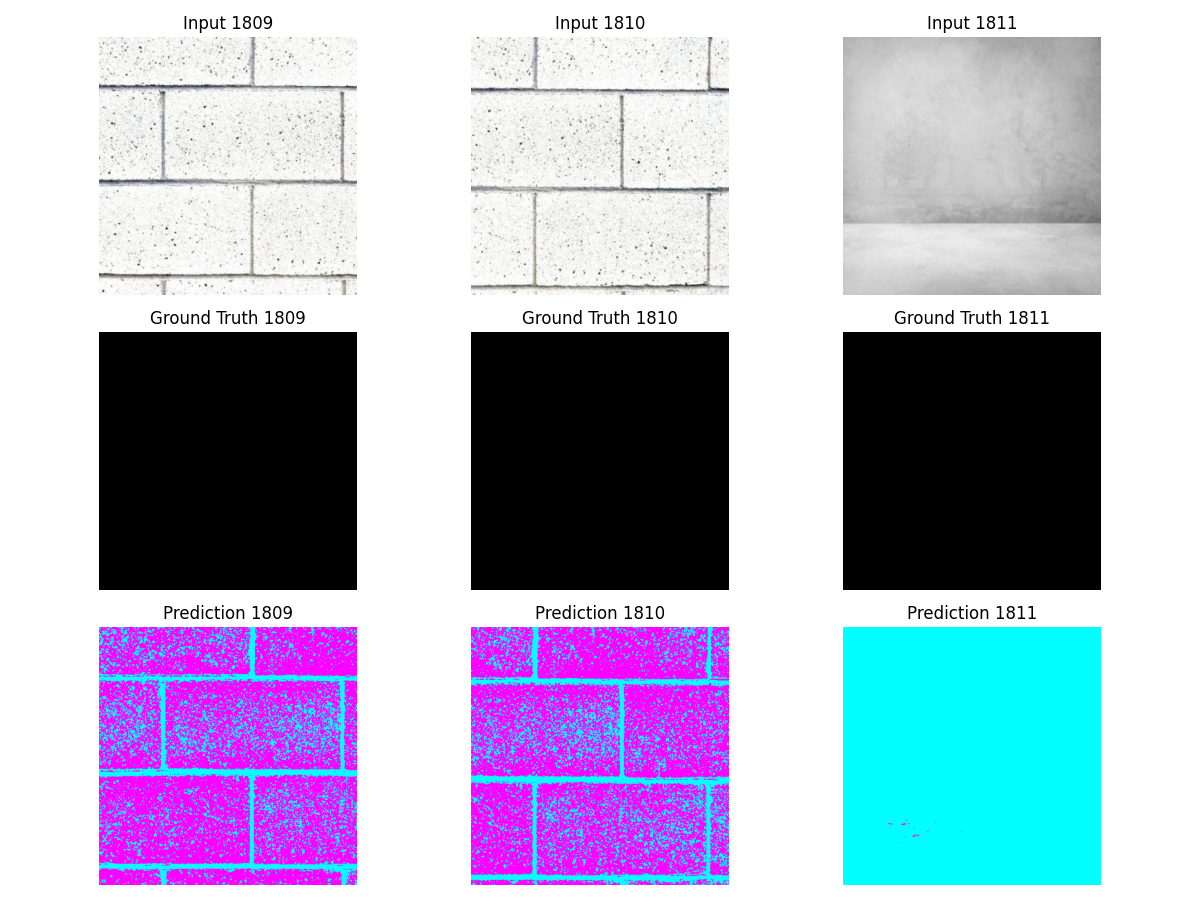 Input 1809
Input 1810
Input 1811
Ground Truth 1809
Ground Truth 1810
Ground Truth 1811
Prediction 1809
Prediction 1810
Prediction 1811